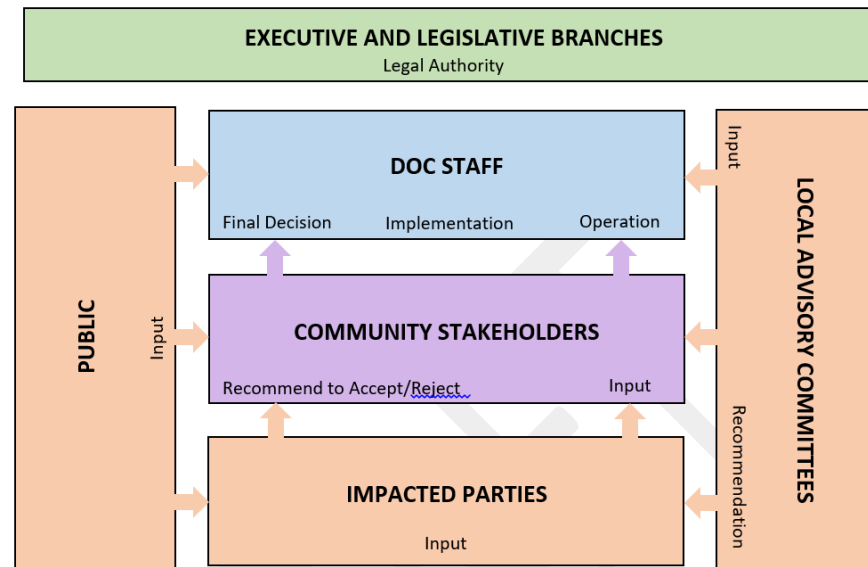 EXECUTIVE AND LEGISLATIVE BRANCHES
Legal Authority
PUBLIC
Input
DOC STAFF
Final Decision
Implementation
Operation
COMMUNITY STAKEHOLDERS
Recommend to Accept/Reject
Input
IMPACTED PARTIES
Input
Input
Recommendation
LOCAL ADVISORY COMMITTEES